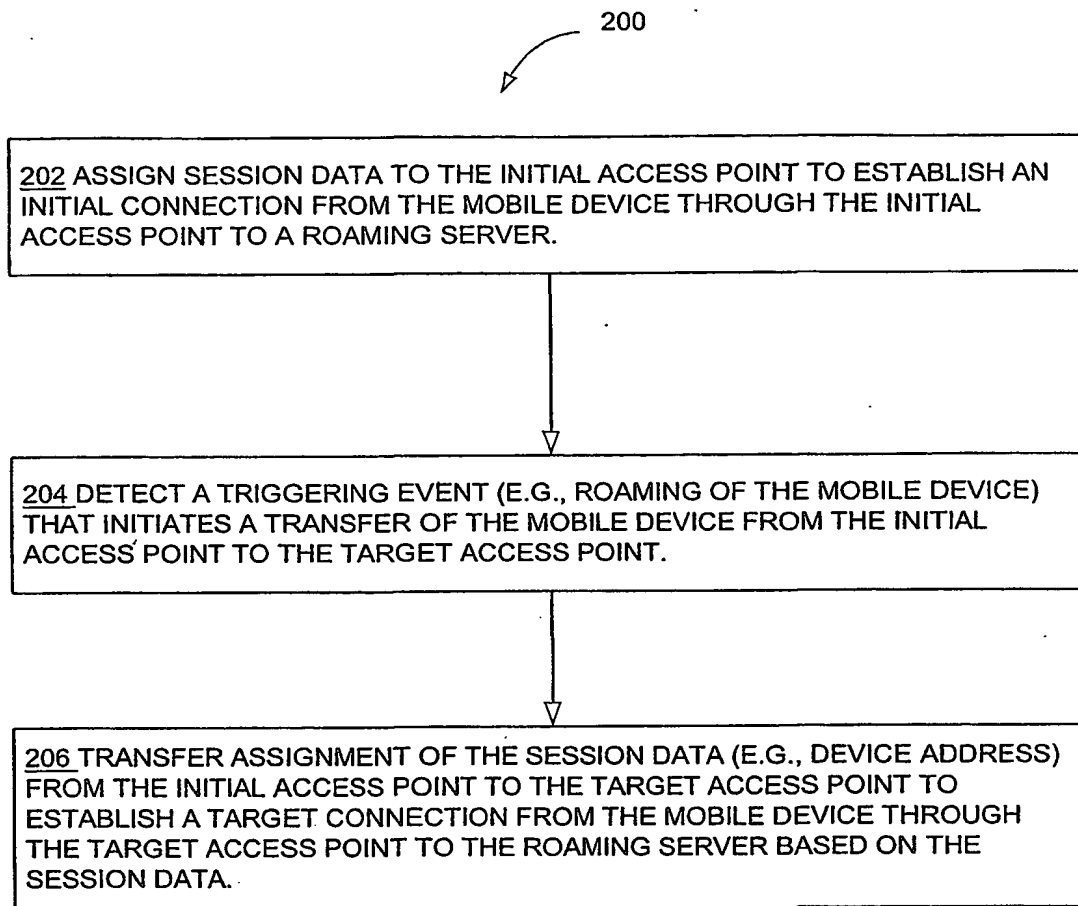 200
202 ASSIGN SESSION DATA TO THE INITIAL ACCESS POINT TO ESTABLISH AN
INITIAL CONNECTION FROM THE MOBILE DEVICE THROUGH THE INITIAL
ACCESS POINT TO A ROAMING SERVER.
204 DETECT A TRIGGERING EVENT (E.G., ROAMING OF THE MOBILE DEVICE)
THAT INITIATES A TRANSFER OF THE MOBILE DEVICE FROM THE INITIAL
ACCESS POINT TO THE TARGET ACCESS POINT.
206 TRANSFER ASSIGNMENT OF THE SESSION DATA (E.G., DEVICE ADDRESS)
FROM THE INITIAL ACCESS POINT TO THE TARGET ACCESS POINT TO
ESTABLISH A TARGET CONNECTION FROM THE MOBILE DEVICE THROUGH
THE TARGET ACCESS POINT TO THE ROAMING SERVER BASED ON THE
SESSION DATA.